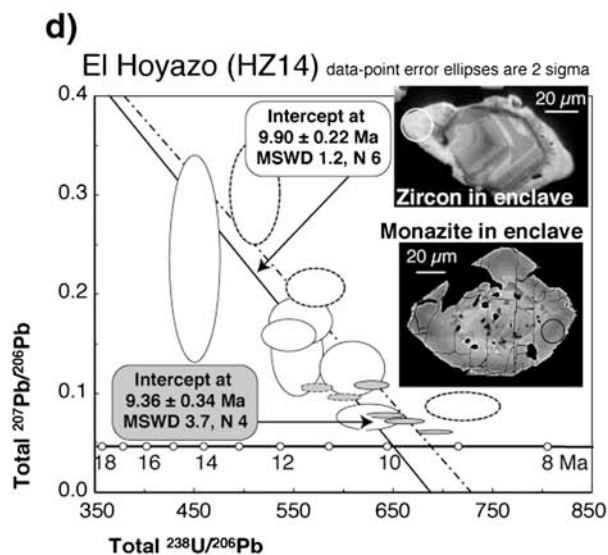 d)
El Hoyazo (HZ14) data-point error ellipses are 2 sigma
0.4
0.3
0.2
0.1
0.0
Total ²⁰⁷Pb/²⁰⁶Pb
Intercept at
9.90 ± 0.22 Ma
MSWD 1.2, N 6
20 µm
Zircon in enclave
Monazite in enclave
20 µm
Intercept at
9.36 ± 0.34 Ma
MSWD 3.7, N 4
18 16 14 12 10 8 Ma
350 450 550 650 750 850
Total ²³⁸U/²⁰⁶Pb